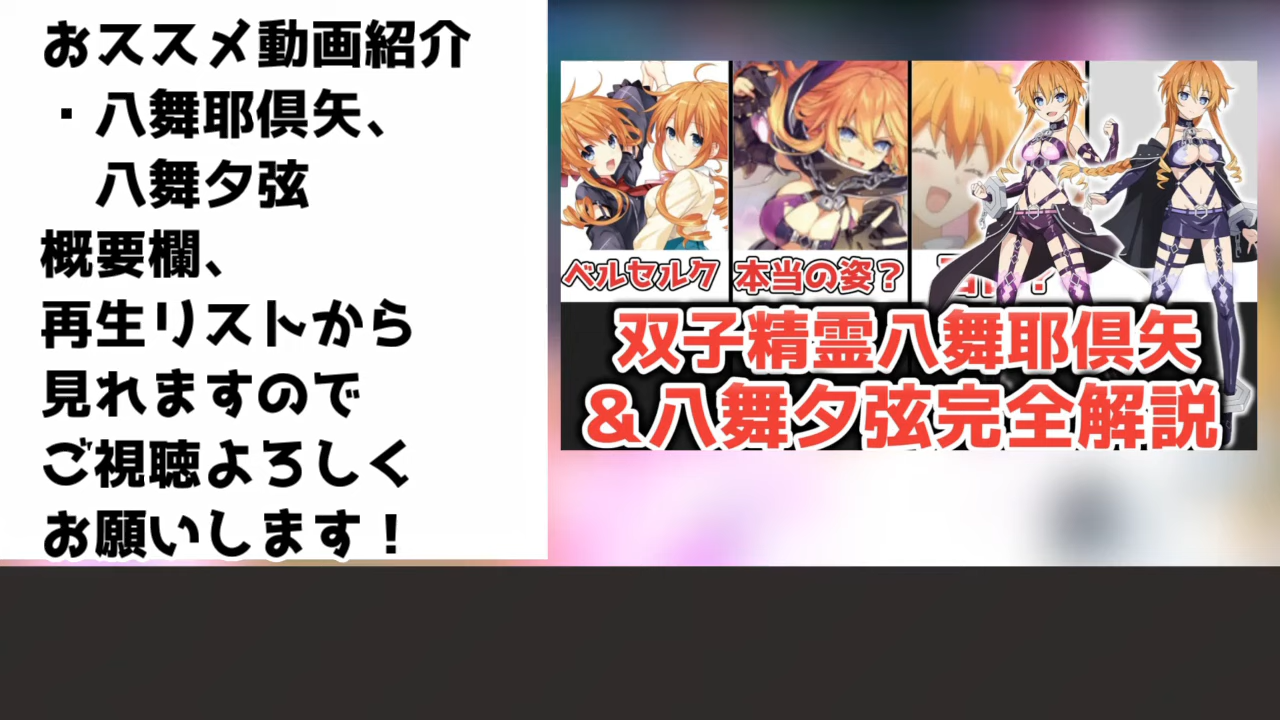 おススメ動画紹介
・八舞耶倶矢、
八舞夕弦
概要欄、
再生リストから
見れますので
ご視聴よろしく
お願いします！
ベルセルク
本当の姿？
双子精霊八舞耶倶矢
＆八舞夕弦完全解説